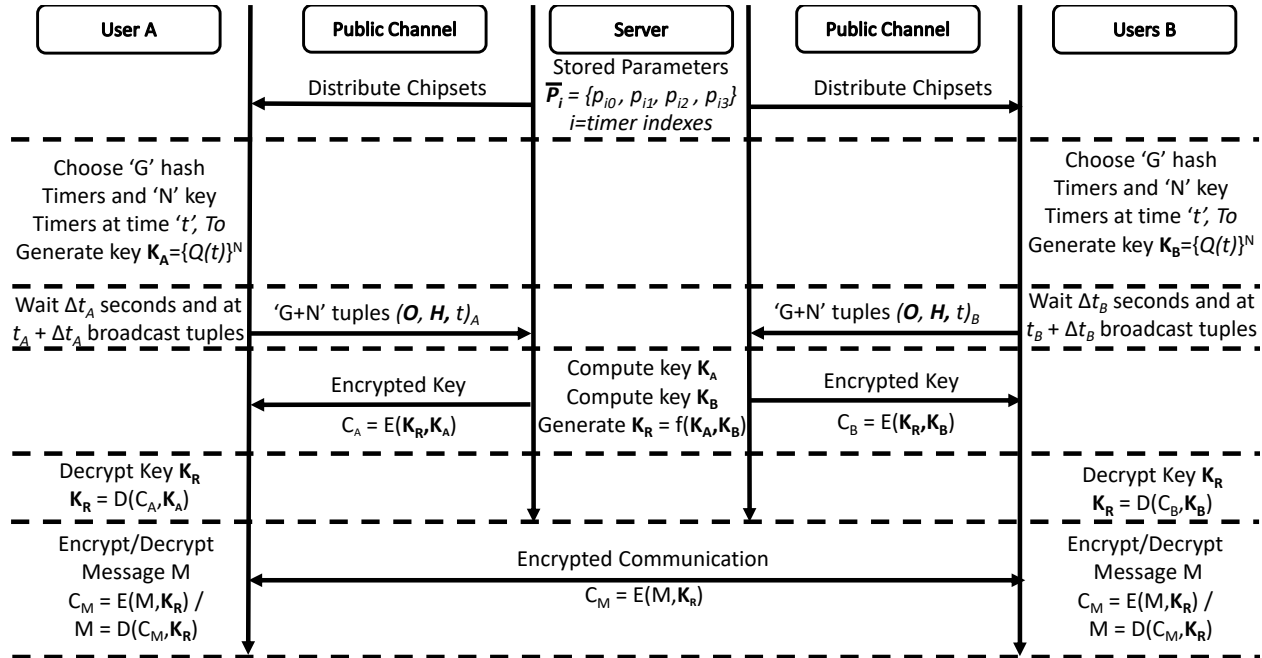 User A
Public Channel
Server
Public Channel
Users B
Distribute Chipsets
Stored Parameters
P̅i = {pi0 , pi1, pi2 , pi3}
i=timer indexes
Distribute Chipsets
Choose ‘G’ hash
Timers and ‘N’ key
Timers at time ‘t’, To
Generate key KA={Q(t)}N
Choose ‘G’ hash
Timers and ‘N’ key
Timers at time ‘t’, To
Generate key KB={Q(t)}N
Wait ΔtA seconds and at
tA + ΔtA broadcast tuples
‘G+N’ tuples (O, H, t)A
‘G+N’ tuples (O, H, t)B
Wait ΔtB seconds and at
tB + ΔtB broadcast tuples
Encrypted Key
CA = E(KR,KA)
Compute key KA
Compute key KB
Generate KR = f(KA,KB)
Encrypted Key
CB = E(KR,KB)
Decrypt Key KR
KR = D(CA,KA)
Decrypt Key KR
KR = D(CB,KB)
Encrypt/Decrypt
Message M
CM = E(M,KR) /
M = D(CM,KR)
Encrypted Communication
CM = E(M,KR)
Encrypt/Decrypt
Message M
CM = E(M,KR) /
M = D(CM,KR)